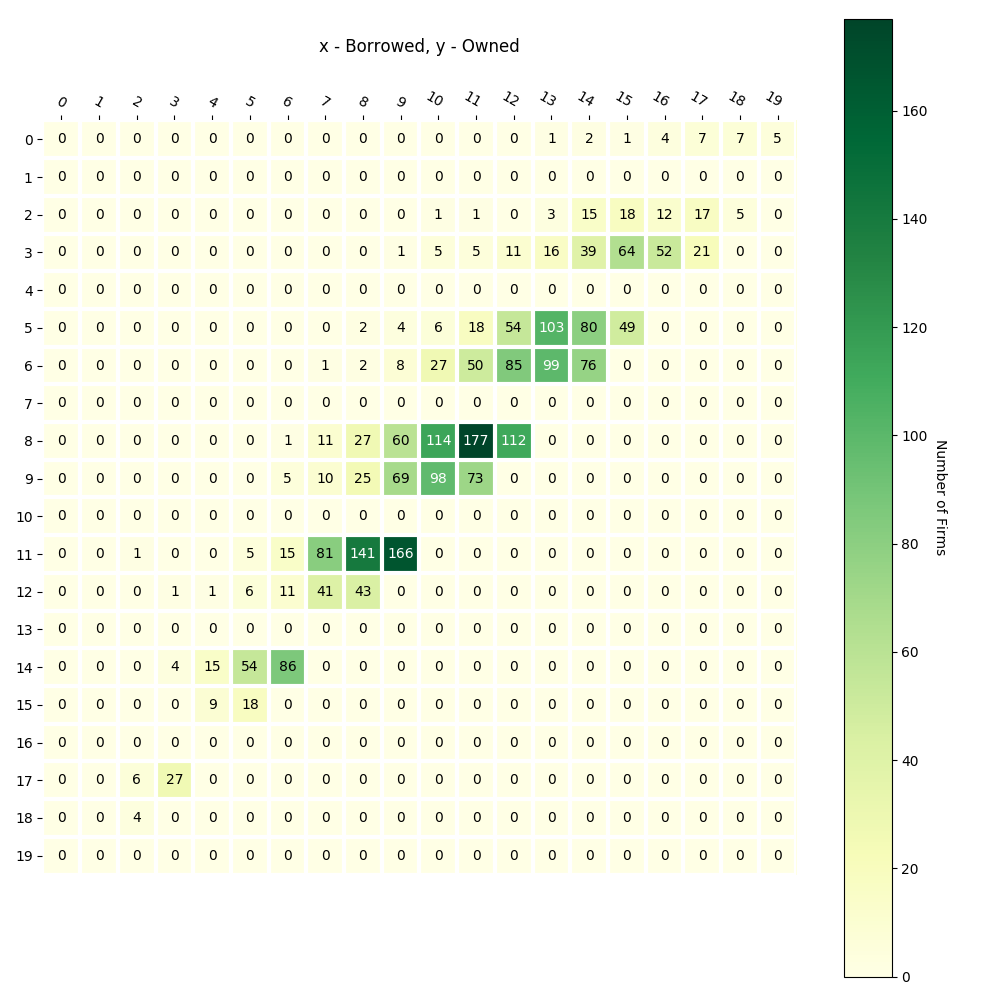 x - Borrowed, y - Owned
0 1 2 3 4 5 6 7 8 9 10 11 12 13 14 15 16 17 18 19
0 0 0 0 0 0 0 0 0 0 0 0 0 0 1 2 1 4 7 7 5
1 0 0 0 0 0 0 0 0 0 0 0 0 0 0 0 0 0 0 0 0
2 0 0 0 0 0 0 0 0 0 0 1 1 0 3 15 18 12 17 5 0
3 0 0 0 0 0 0 0 0 0 1 5 5 11 16 39 64 52 21 0 0
4 0 0 0 0 0 0 0 0 0 0 0 0 0 0 0 0 0 0 0 0
5 0 0 0 0 0 0 0 0 2 4 6 18 54 103 80 49 0 0 0 0
6 0 0 0 0 0 0 0 1 2 8 27 50 85 99 76 0 0 0 0 0
7 0 0 0 0 0 0 0 0 0 0 0 0 0 0 0 0 0 0 0 0
8 0 0 0 0 0 0 1 11 27 60 114 177 112 0 0 0 0 0 0 0
9 0 0 0 0 0 0 5 10 25 69 98 73 0 0 0 0 0 0 0 0
10 0 0 0 0 0 0 0 0 0 0 0 0 0 0 0 0 0 0 0 0
11 0 0 1 0 0 5 15 81 141 166 0 0 0 0 0 0 0 0 0 0
12 0 0 0 1 1 6 11 41 43 0 0 0 0 0 0 0 0 0 0 0
13 0 0 0 0 0 0 0 0 0 0 0 0 0 0 0 0 0 0 0 0
14 0 0 0 4 15 54 86 0 0 0 0 0 0 0 0 0 0 0 0 0
15 0 0 0 0 9 18 0 0 0 0 0 0 0 0 0 0 0 0 0 0
16 0 0 0 0 0 0 0 0 0 0 0 0 0 0 0 0 0 0 0 0
17 0 0 6 27 0 0 0 0 0 0 0 0 0 0 0 0 0 0 0 0
18 0 0 4 0 0 0 0 0 0 0 0 0 0 0 0 0 0 0 0 0
19 0 0 0 0 0 0 0 0 0 0 0 0 0 0 0 0 0 0 0 0
160
140
120
100
80
60
40
20
0
Number of Firms